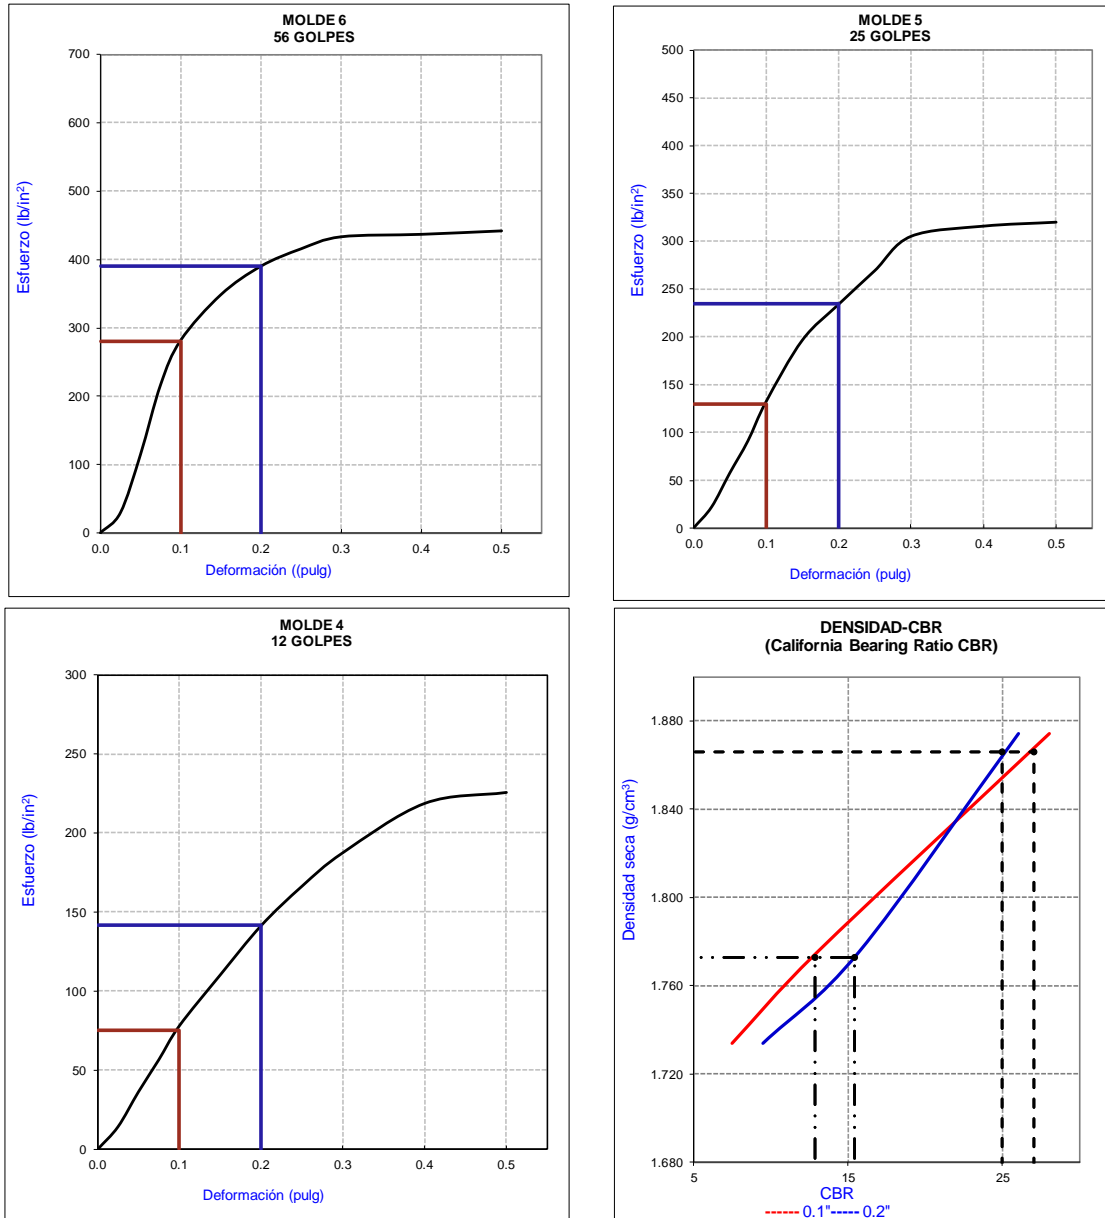 MOLDE 6
56 GOLPES
700
600
500
400
300
200
100
0
0.0 0.1 0.2 0.3 0.4 0.5
Esfuerzo (lb/in²)
Deformación ((pulg)
MOLDE 5
25 GOLPES
500
450
400
350
300
250
200
150
100
50
0
0.0 0.1 0.2 0.3 0.4 0.5
Esfuerzo (lb/in²)
Deformación (pulg)
MOLDE 4
12 GOLPES
300
250
200
150
100
50
0
0.0 0.1 0.2 0.3 0.4 0.5
Esfuerzo (lb/in²)
Deformación (pulg)
DENSIDAD-CBR
(California Bearing Ratio CBR)
1.880
1.840
1.800
1.760
1.720
1.680
5 15 25
Densidad seca (g/cm³)
CBR
0.1" 0.2"